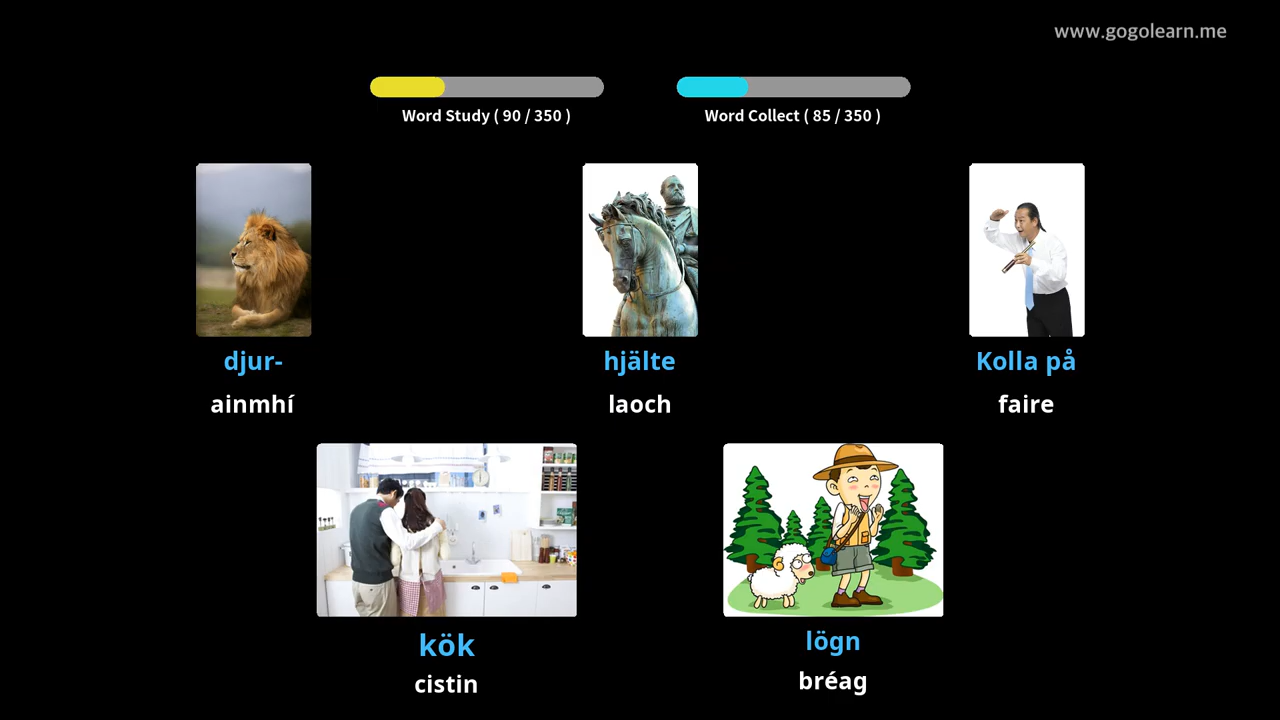 www.gogolearn.me
Word Study ( 90 / 350 )
Word Collect ( 85 / 350 )
djur-
ainmhí
hjälte
laoch
Kolla på
faire
kök
cistin
lögn
bréag